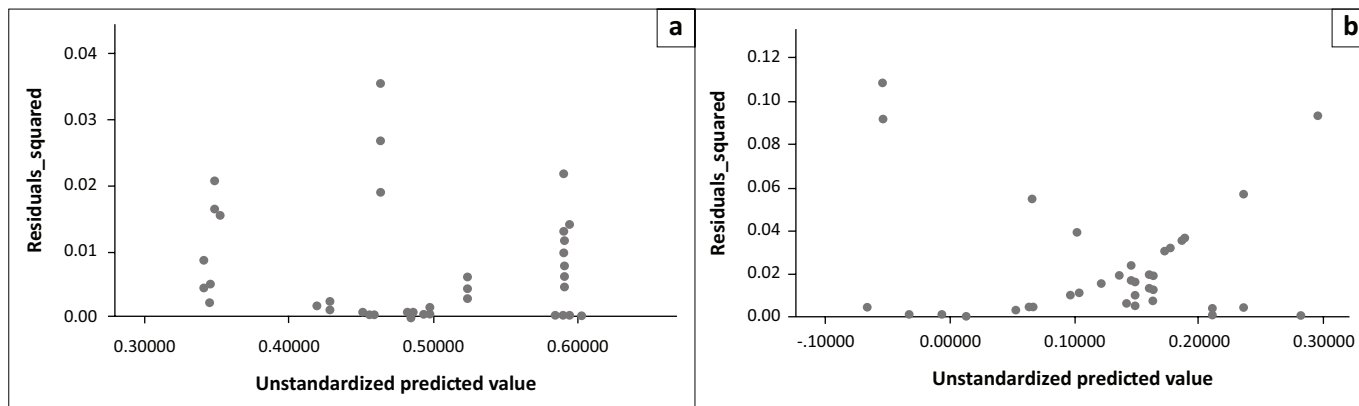 a
0.04
0.03
0.02
0.01
0.00
Residuals_squared
0.30000 0.40000 0.50000 0.60000
Unstandardized predicted value
b
0.12
0.10
0.08
0.06
0.04
0.02
0.00
Residuals_squared
-.10000 0.00000 0.10000 0.20000 0.30000
Unstandardized predicted value